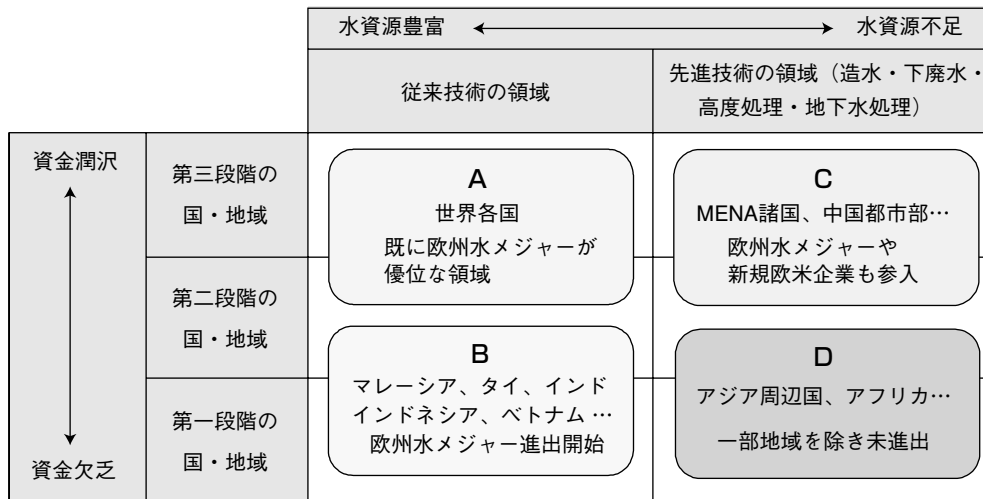 水資源豊富 水資源不足
従来技術の領域
先進技術の領域（造水・下廃水・
高度処理・地下水処理）
資金潤沢
資金欠乏
第三段階の
国・地域
A
世界各国
既に欧州水メジャーが
優位な領域
C
MENA諸国、中国都市部…
欧州水メジャーや
新規欧米企業も参入
第二段階の
国・地域
第一段階の
国・地域
B
マレーシア、タイ、インド
インドネシア、ベトナム …
欧州水メジャー進出開始
D
アジア周辺国、アフリカ…
一部地域を除き未進出